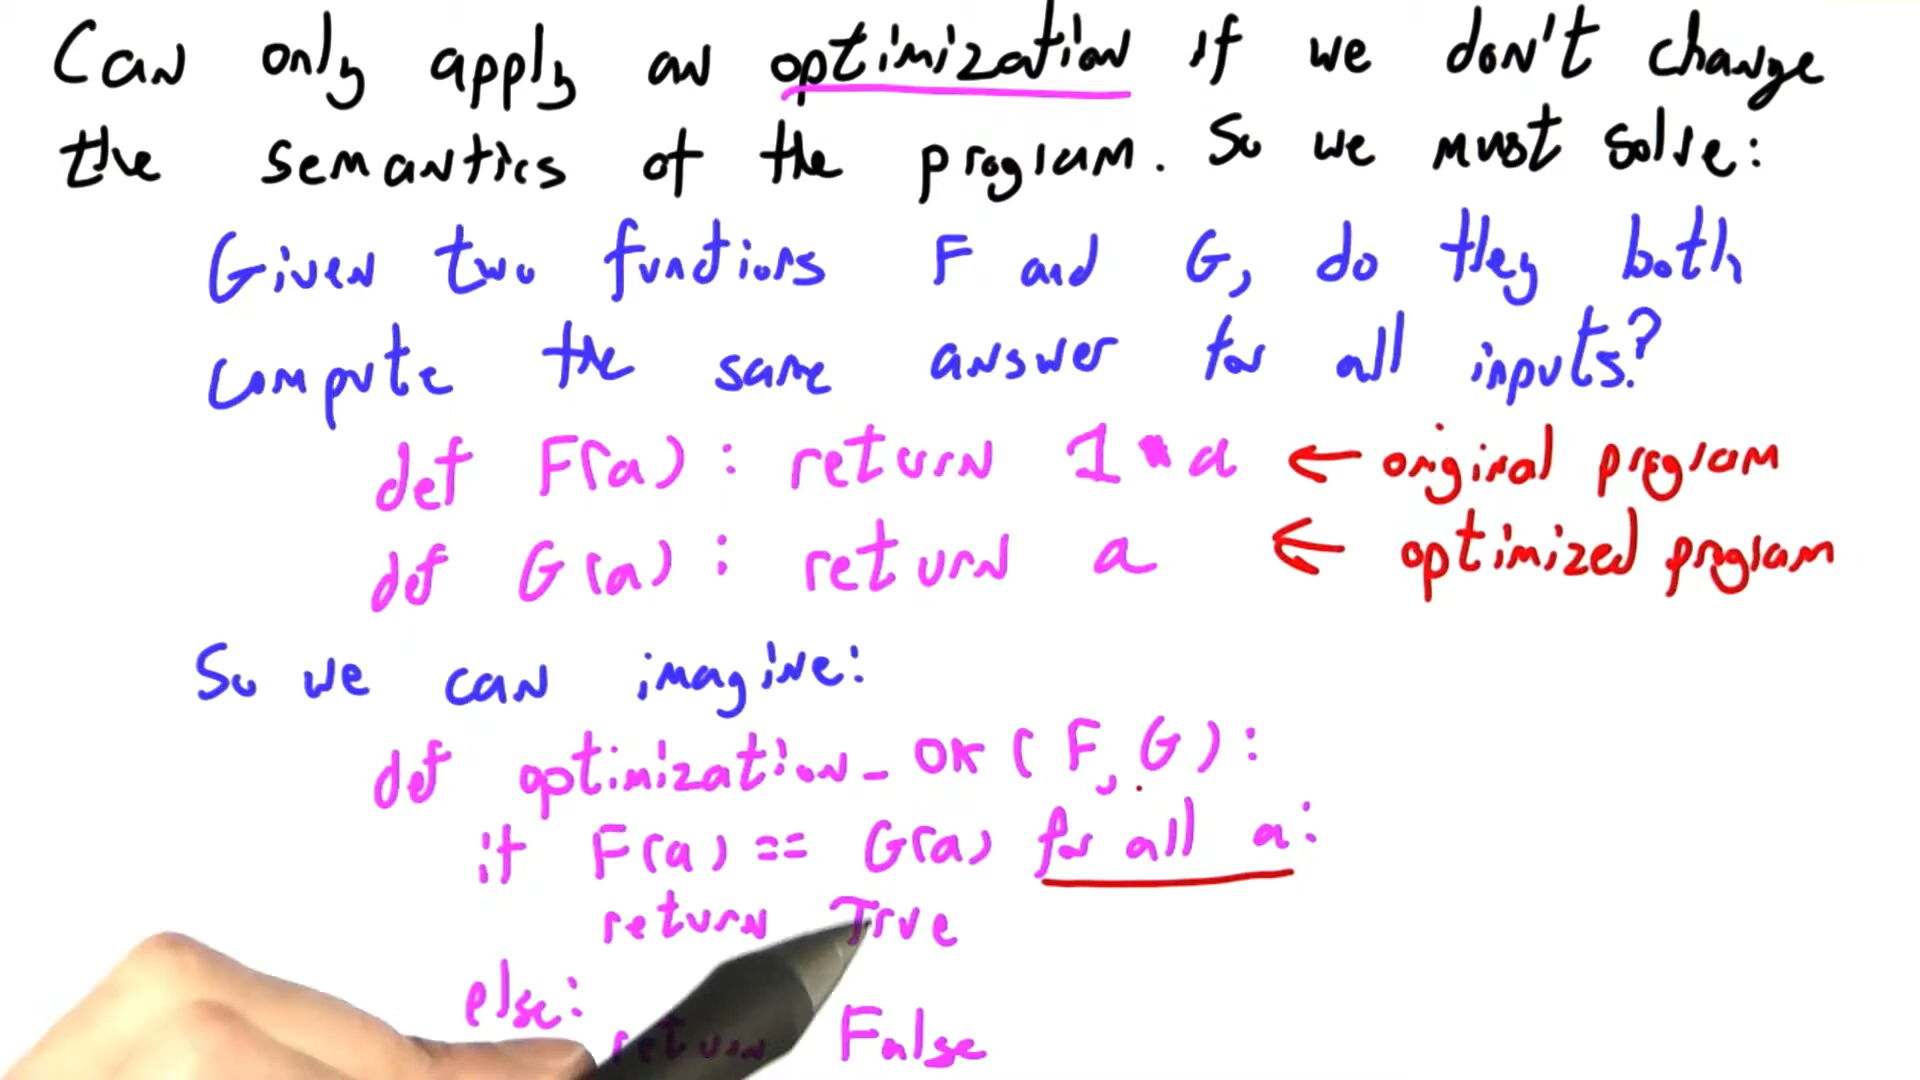 Can only apply an optimization if we don't change
the semantics of the program. So we must solve:
Given two functions F and G, do they both
compute the same answer for all inputs?
def F(a): return 1*a ← original program
def G(a): return a ← optimized program
So we can imagine:
def optimization_OK(F,G):
if F(a) == G(a) for all a:
return True
else:
return False